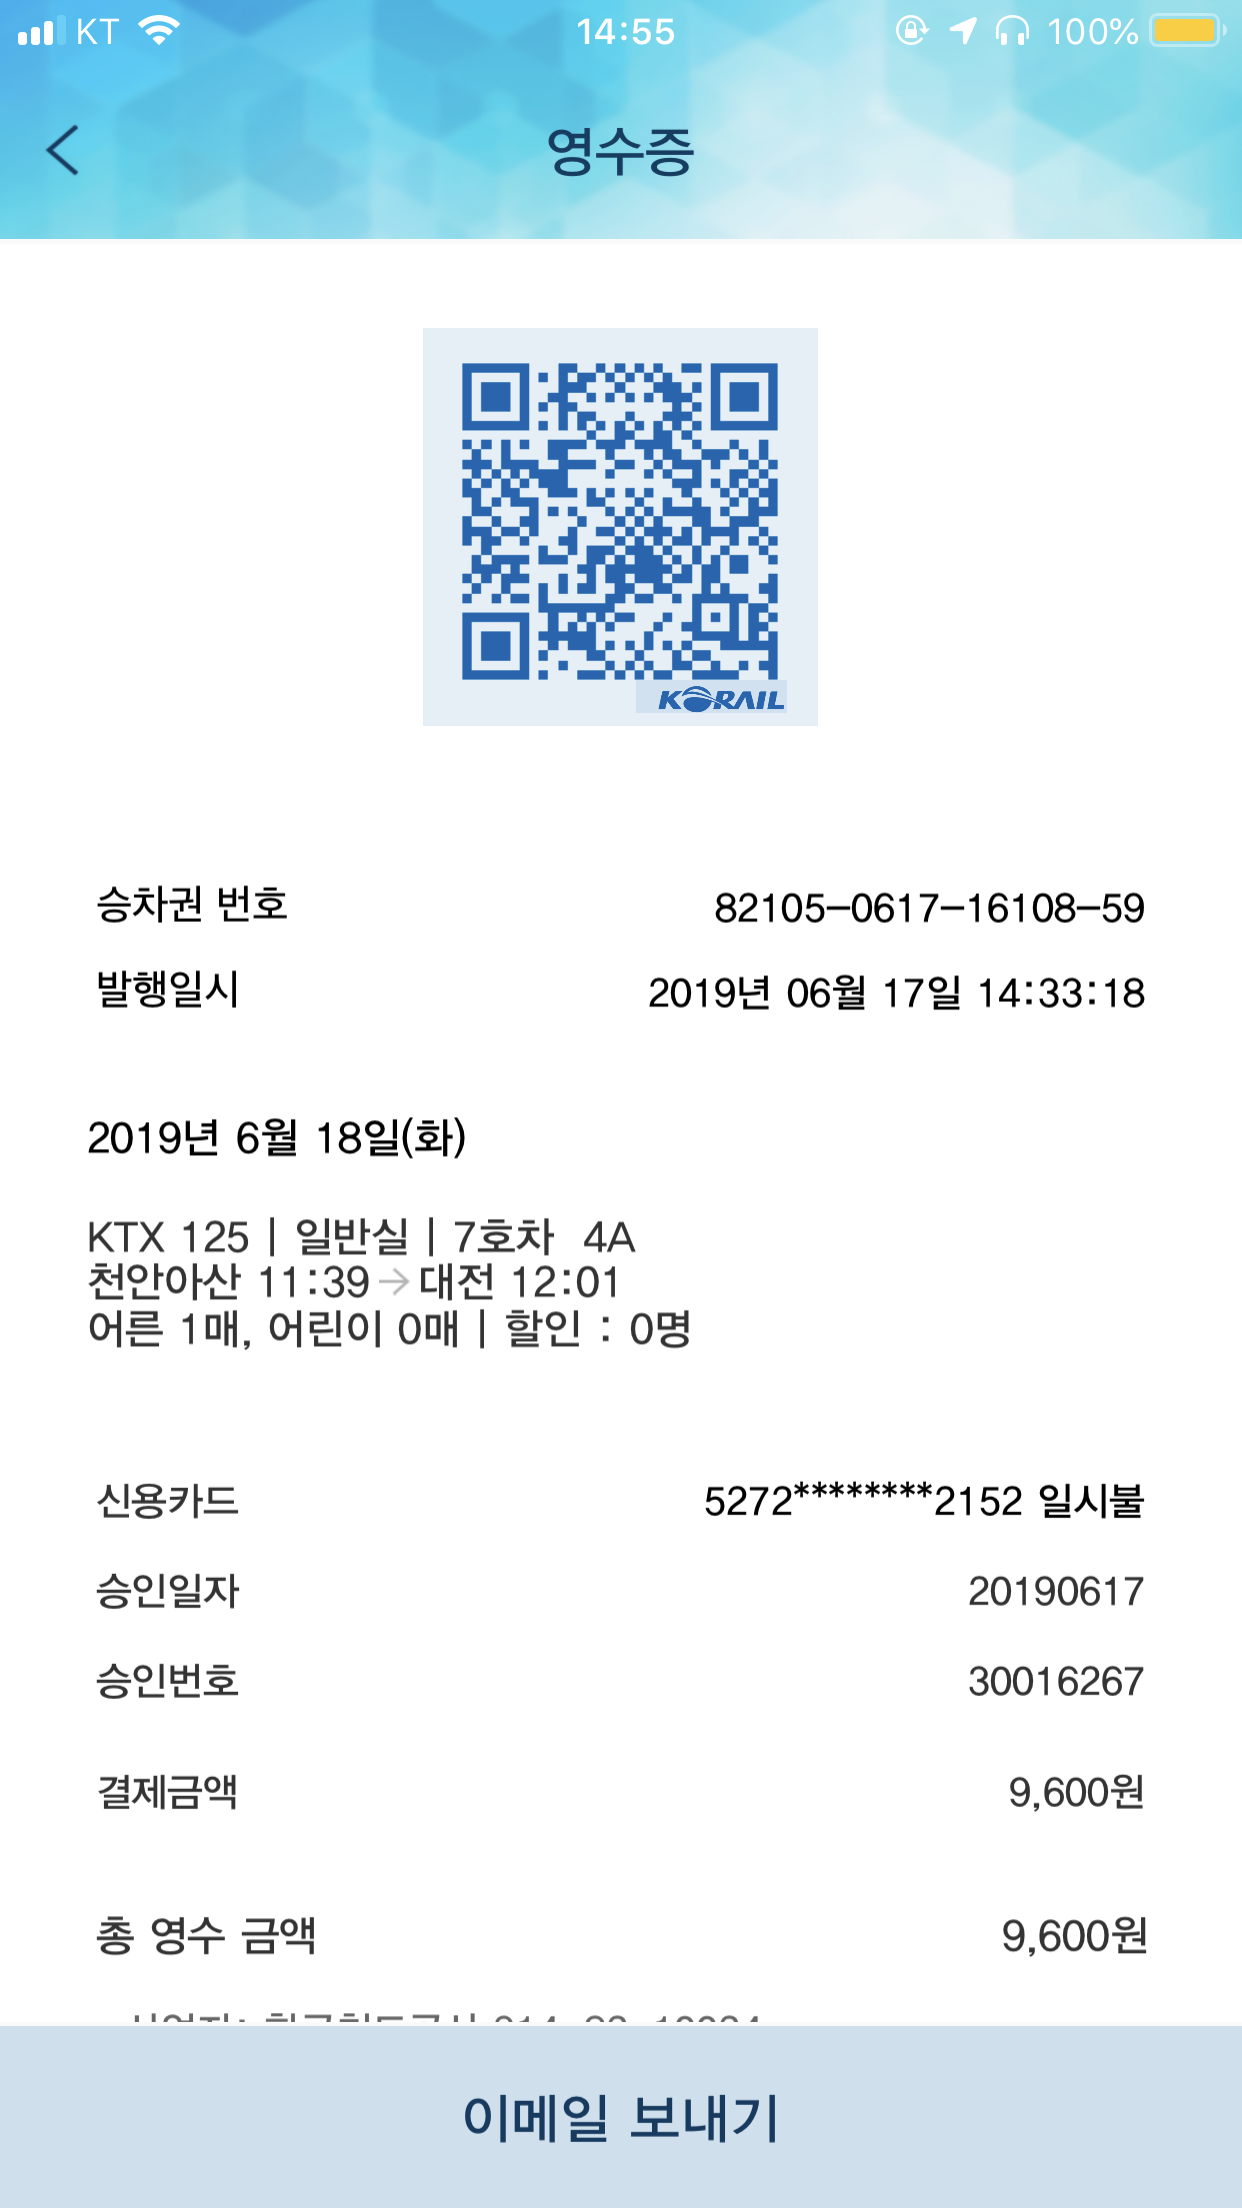 KT 14:55 100%
영수증
KORAIL
승차권 번호 82105-0617-16108-59
발행일시 2019년 06월 17일 14:33:18
2019년 6월 18일(화)
KTX 125 | 일반실 | 7호차 4A
천안아산 11:39 → 대전 12:01
어른 1매, 어린이 0매 | 할인 : 0명
신용카드 5272********2152 일시불
승인일자 20190617
승인번호 30016267
결제금액 9,600원
총 영수 금액 9,600원
이메일 보내기